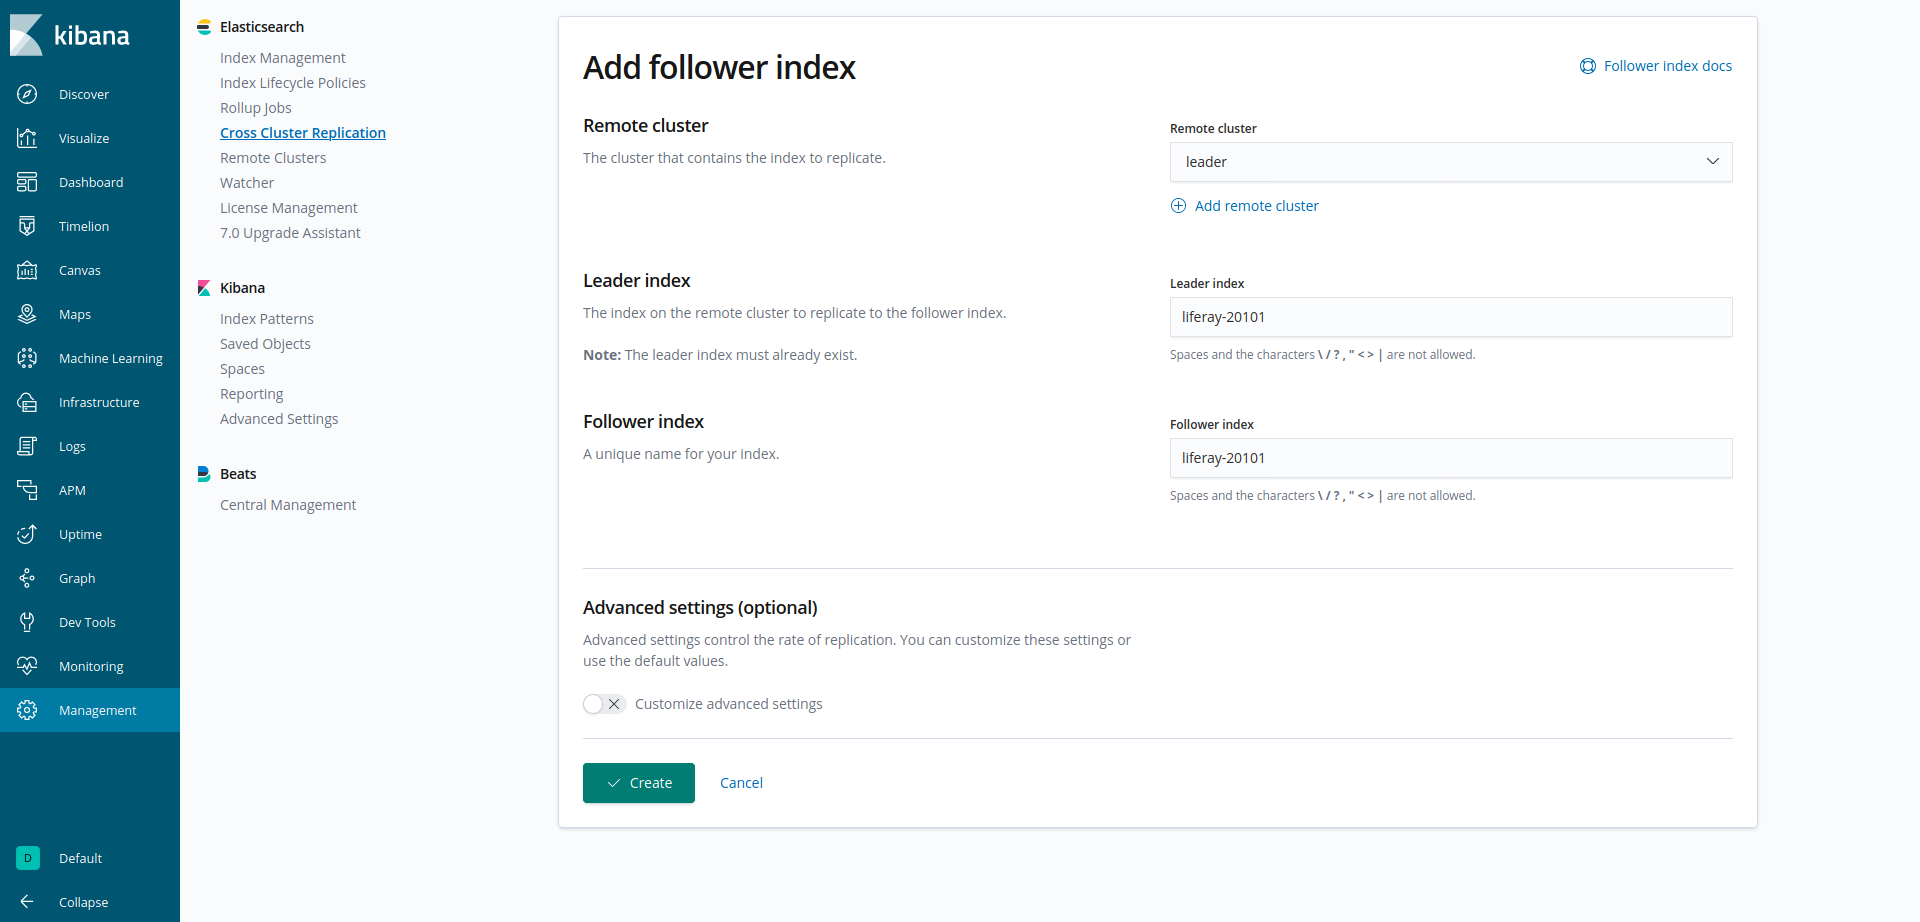 kibana
Discover
Visualize
Dashboard
Timelion
Canvas
Maps
Machine Learning
Infrastructure
Logs
APM
Uptime
Graph
Dev Tools
Monitoring
Management
D Default
Collapse
Elasticsearch
Index Management
Index Lifecycle Policies
Rollup Jobs
Cross Cluster Replication
Remote Clusters
Watcher
License Management
7.0 Upgrade Assistant
Kibana
Index Patterns
Saved Objects
Spaces
Reporting
Advanced Settings
Beats
Central Management
Add follower index
Follower index docs
Remote cluster
The cluster that contains the index to replicate.
Remote cluster
leader
Add remote cluster
Leader index
The index on the remote cluster to replicate to the follower index.
Note: The leader index must already exist.
Leader index
liferay-20101
Spaces and the characters \ / ? , " < > | are not allowed.
Follower index
A unique name for your index.
Follower index
liferay-20101
Spaces and the characters \ / ? , " < > | are not allowed.
Advanced settings (optional)
Advanced settings control the rate of replication. You can customize these settings or
use the default values.
Customize advanced settings
Create
Cancel